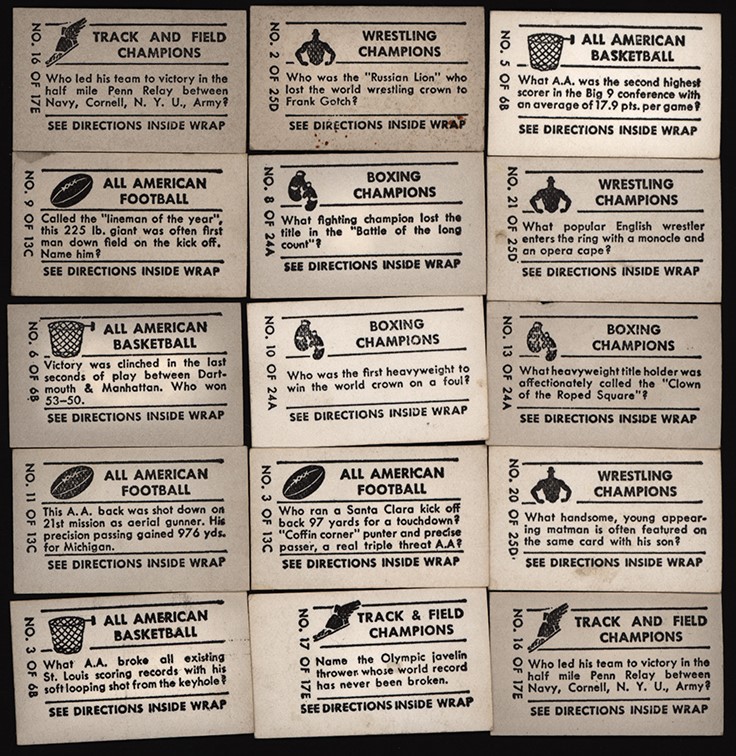 NO. 16 OF 17E
TRACK AND FIELD
CHAMPIONS
Who led his team to victory in the
half mile Penn Relay between
Navy, Cornell, N. Y. U., Army?
SEE DIRECTIONS INSIDE WRAP
NO. 2 OF 25D
WRESTLING
CHAMPIONS
Who was the "Russian Lion" who
lost the world wrestling crown to
Frank Gotch?
SEE DIRECTIONS INSIDE WRAP
NO. 5 OF 6B
ALL AMERICAN
BASKETBALL
What A.A. was the second highest
scorer in the Big 9 conference with
an average of 17.9 pts. per game?
SEE DIRECTIONS INSIDE WRAP
NO. 9 OF 13C
ALL AMERICAN
FOOTBALL
Called the "lineman of the year",
this 225 lb. giant was often first
man down field on the kick off.
Name him?
SEE DIRECTIONS INSIDE WRAP
NO. 8 OF 24A
BOXING
CHAMPIONS
What fighting champion lost the
title in the "Battle of the long
count"?
SEE DIRECTIONS INSIDE WRAP
NO. 21 OF 25D
WRESTLING
CHAMPIONS
What popular English wrestler
enters the ring with a monocle and
an opera cape?
SEE DIRECTIONS INSIDE WRAP
NO. 6 OF 6B
ALL AMERICAN
BASKETBALL
Victory was clinched in the last
seconds of play between Dart-
mouth & Manhattan. Who won
53-50.
SEE DIRECTIONS INSIDE WRAP
NO. 10 OF 24A
BOXING
CHAMPIONS
Who was the first heavyweight to
win the world crown on a foul?
SEE DIRECTIONS INSIDE WRAP
NO. 13 OF 24A
BOXING
CHAMPIONS
What heavyweight title holder was
affectionately called the "Clown
of the Roped Square"?
SEE DIRECTIONS INSIDE WRAP
NO. 11 OF 13C
ALL AMERICAN
FOOTBALL
This A.A. back was shot down on
21st mission as aerial gunner. His
precision passing gained 976 yds.
for Michigan.
SEE DIRECTIONS INSIDE WRAP
NO. 3 OF 13C
ALL AMERICAN
FOOTBALL
Who ran a Santa Clara kick off
back 97 yards for a touchdown?
"Coffin corner" punter and precise
passer, a real triple threat A.A?
SEE DIRECTIONS INSIDE WRAP
NO. 20 OF 25D
WRESTLING
CHAMPIONS
What handsome, young appear-
ing matman is often featured on
the same card with his son?
SEE DIRECTIONS INSIDE WRAP
NO. 3 OF 6B
ALL AMERICAN
BASKETBALL
What A.A. broke all existing
St. Louis scoring records with his
soft looping shot from the keyhole?
SEE DIRECTIONS INSIDE WRAP
NO. 17 OF 17E
TRACK & FIELD
CHAMPIONS
Name the Olympic javelin
thrower whose world record
has never been broken.
SEE DIRECTIONS INSIDE WRAP
NO. 16 OF 17E
TRACK AND FIELD
CHAMPIONS
Who led his team to victory in the
half mile Penn Relay between
Navy, Cornell, N. Y. U., Army?
SEE DIRECTIONS INSIDE WRAP